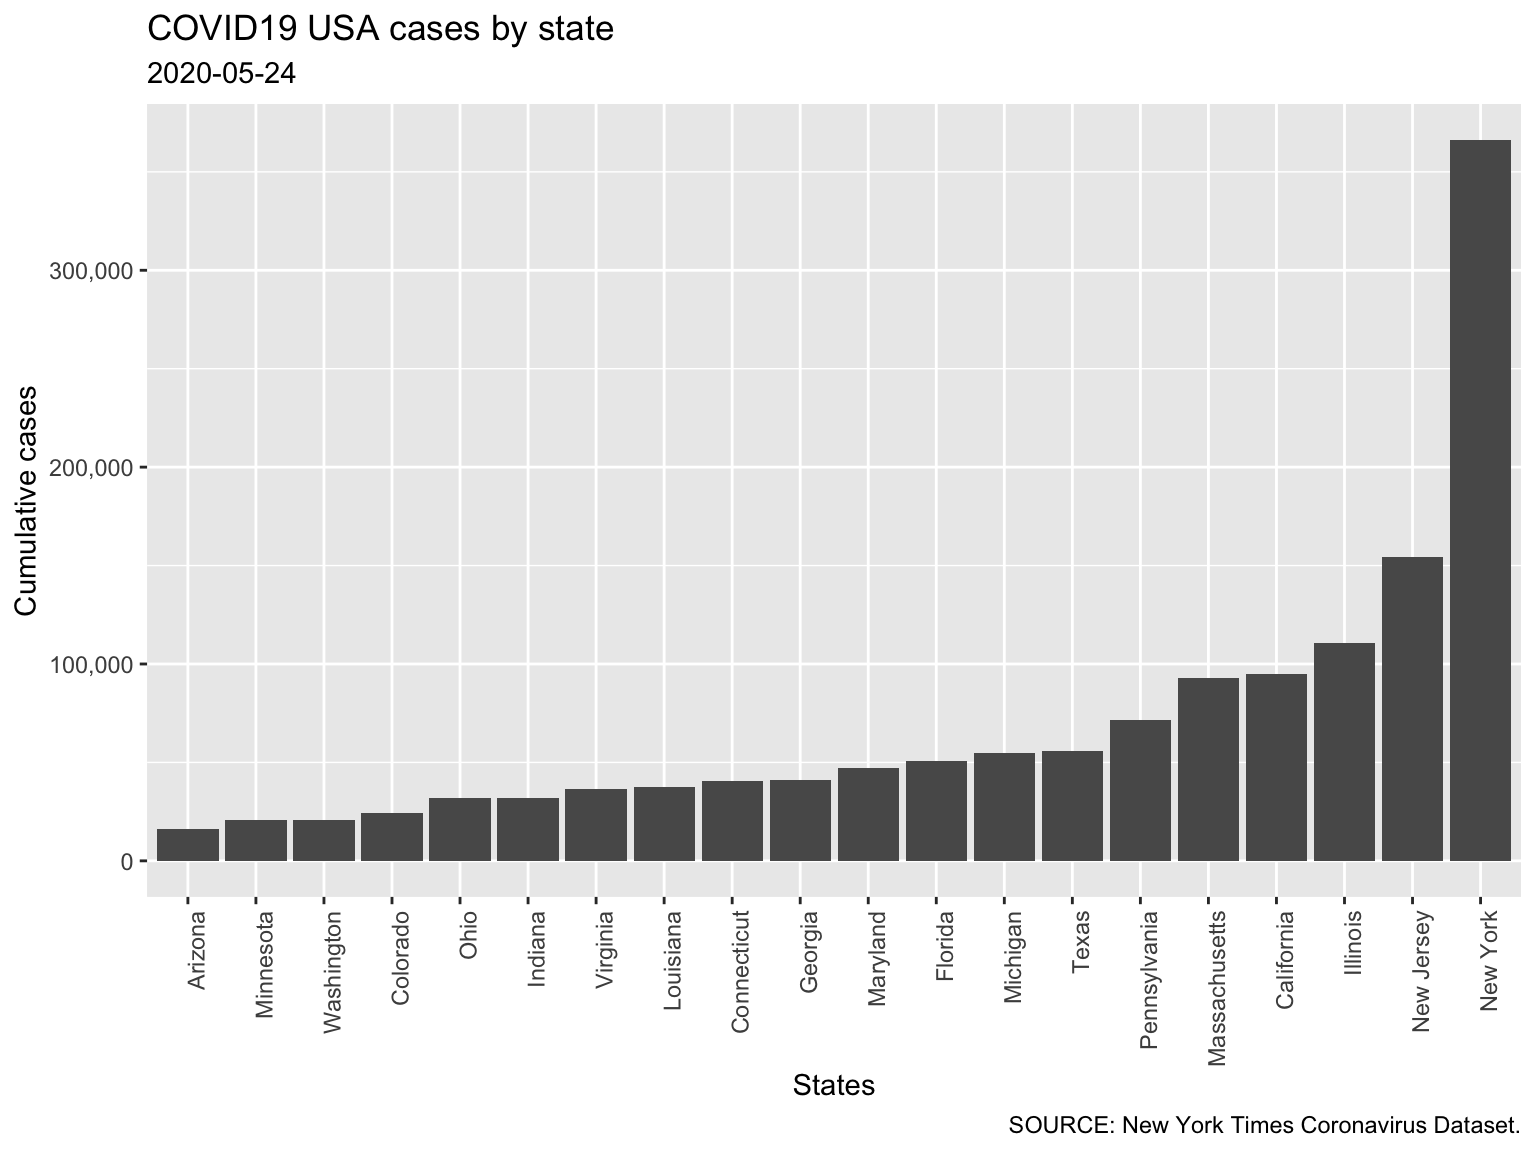 COVID19 USA cases by state
2020-05-24
Cumulative cases
300,000
200,000
100,000
0
Arizona
Minnesota
Washington
Colorado
Ohio
Indiana
Virginia
Louisiana
Connecticut
Georgia
Maryland
Florida
Michigan
Texas
Pennsylvania
Massachusetts
California
Illinois
New Jersey
New York
States
SOURCE: New York Times Coronavirus Dataset.